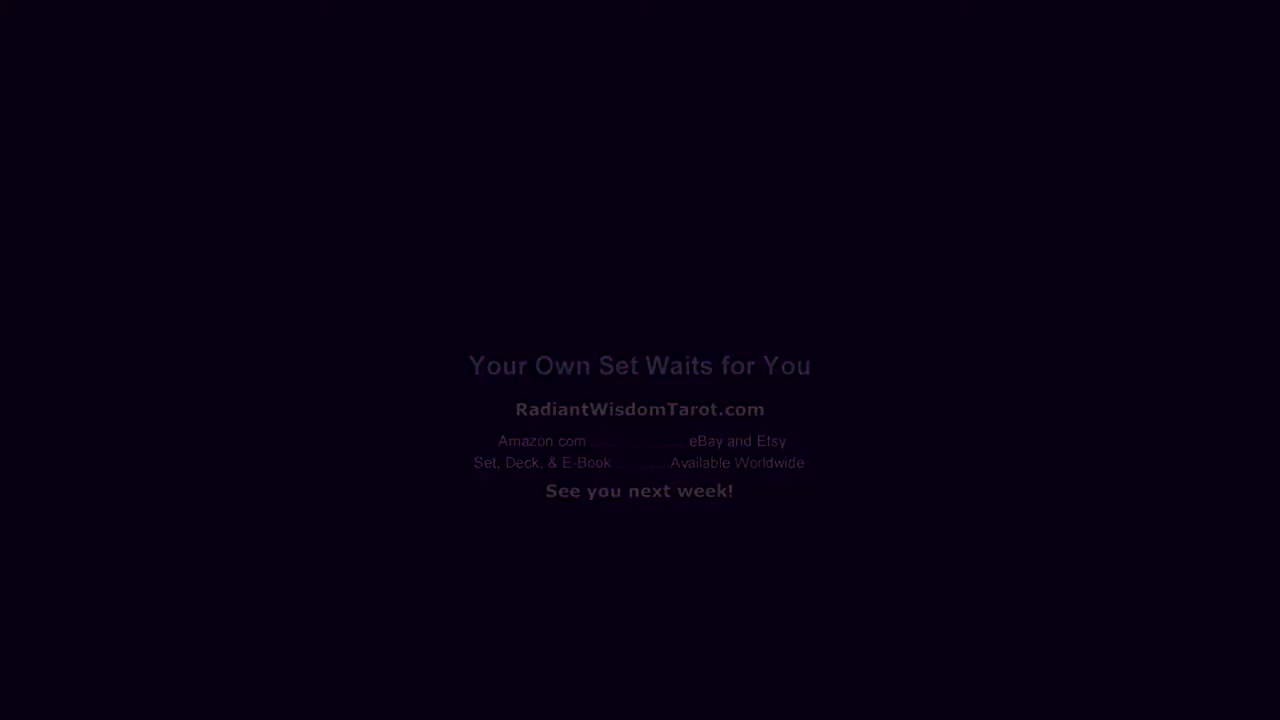 Your Own Set Waits for You
RadiantWisdomTarot.com
Amazon.com ................... eBay and Etsy
Set, Deck, & E-Book ........... Available Worldwide
See you next week!